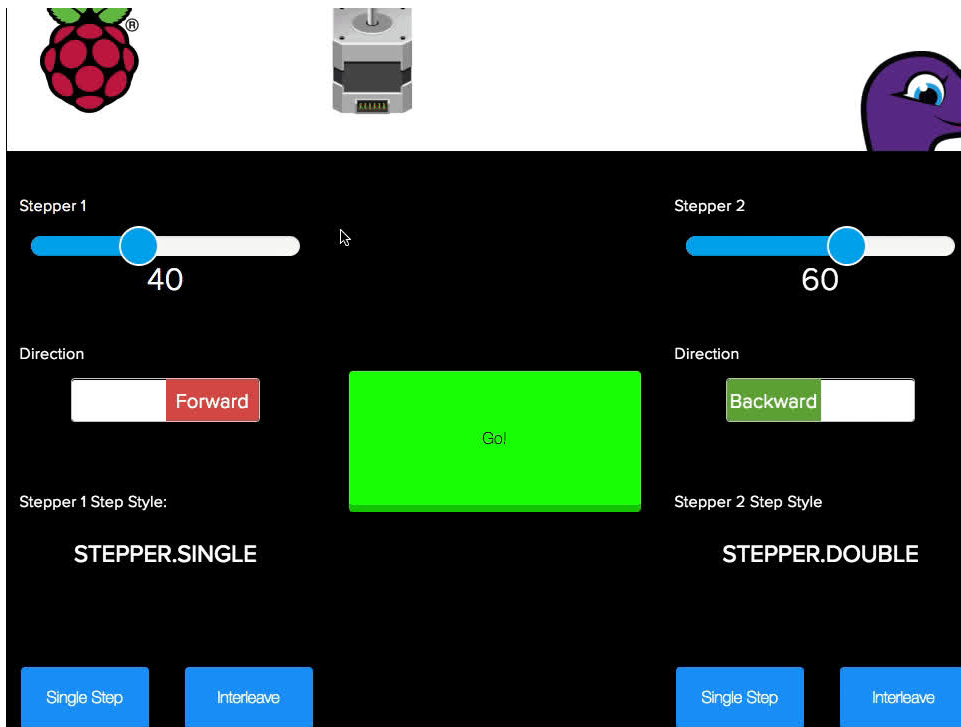 ®
Stepper 1
Stepper 2
40
60
Direction
Direction
Forward
Backward
Go!
Stepper 1 Step Style:
Stepper 2 Step Style
STEPPER.SINGLE
STEPPER.DOUBLE
Single Step
Interleave
Single Step
Interleave